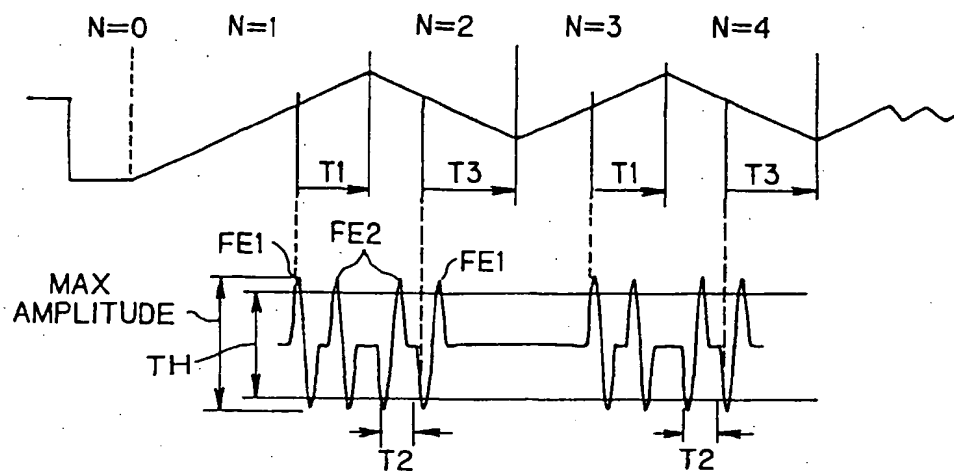 N=0 N=1 N=2 N=3 N=4
T1 T3 T1 T3
FE1 FE2 FE1
MAX
AMPLITUDE
TH
T2 T2